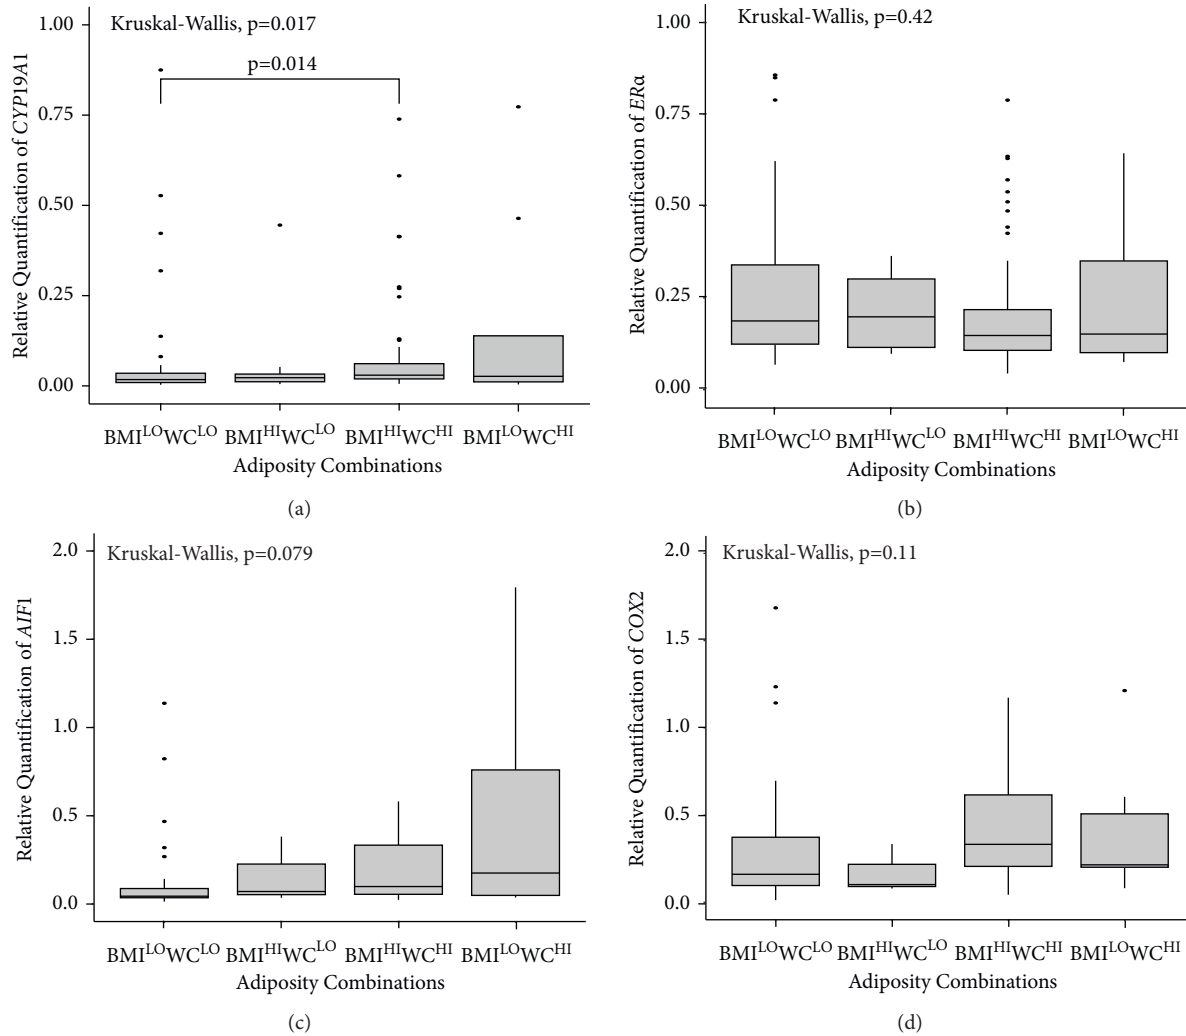 Kruskal-Wallis, p=0.017
p=0.014
Relative Quantification of CYP19A1
1.00
0.75
0.50
0.25
0.00
BMI^LO WC^LO BMI^HI WC^LO BMI^HI WC^HI BMI^LO WC^HI
Adiposity Combinations
(a)
Kruskal-Wallis, p=0.42
Relative Quantification of ERα
1.00
0.75
0.50
0.25
0.00
BMI^LO WC^LO BMI^HI WC^LO BMI^HI WC^HI BMI^LO WC^HI
Adiposity Combinations
(b)
Kruskal-Wallis, p=0.079
Relative Quantification of AIF1
2.0
1.5
1.0
0.5
0.0
BMI^LO WC^LO BMI^HI WC^LO BMI^HI WC^HI BMI^LO WC^HI
Adiposity Combinations
(c)
Kruskal-Wallis, p=0.11
Relative Quantification of COX2
2.0
1.5
1.0
0.5
0.0
BMI^LO WC^LO BMI^HI WC^LO BMI^HI WC^HI BMI^LO WC^HI
Adiposity Combinations
(d)